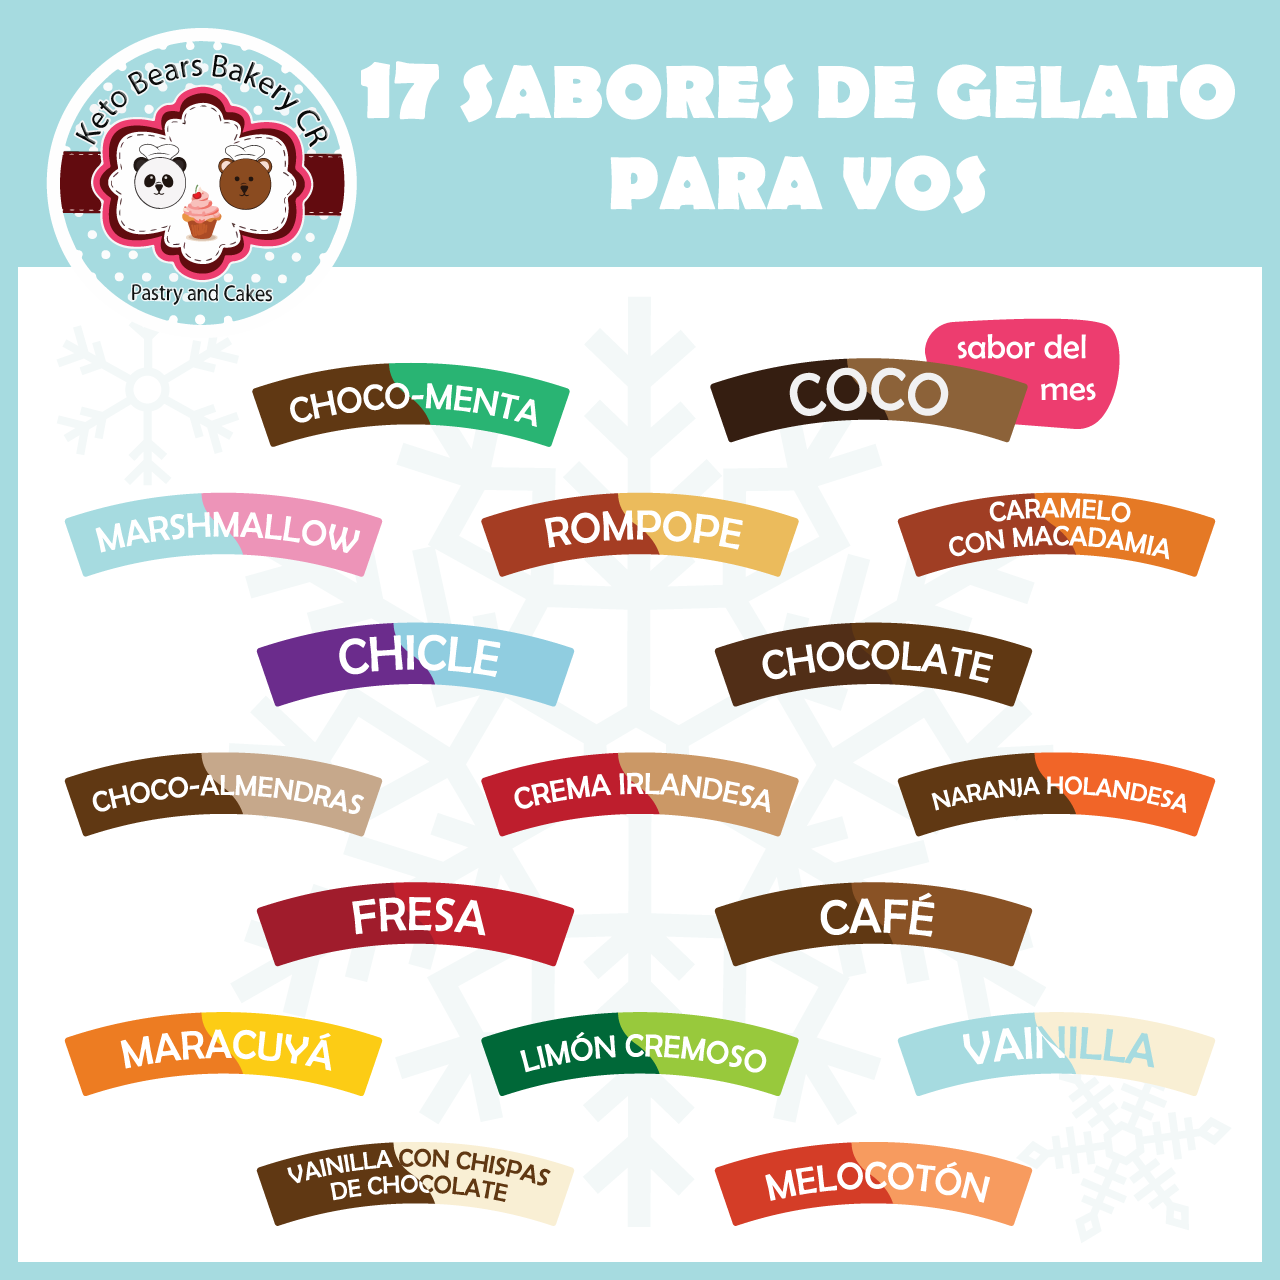 Keto Bears Bakery CR
Pastry and Cakes
17 SABORES DE GELATO
PARA VOS
CHOCO-MENTA
COCO
sabor del
mes
MARSHMALLOW
ROMPOPE
CARAMELO
CON MACADAMIA
CHICLE
CHOCOLATE
CHOCO-ALMENDRAS
CREMA IRLANDESA
NARANJA HOLANDESA
FRESA
CAFÉ
MARACUYÁ
LIMÓN CREMOSO
VAINILLA
VAINILLA CON CHISPAS
DE CHOCOLATE
MELOCOTÓN